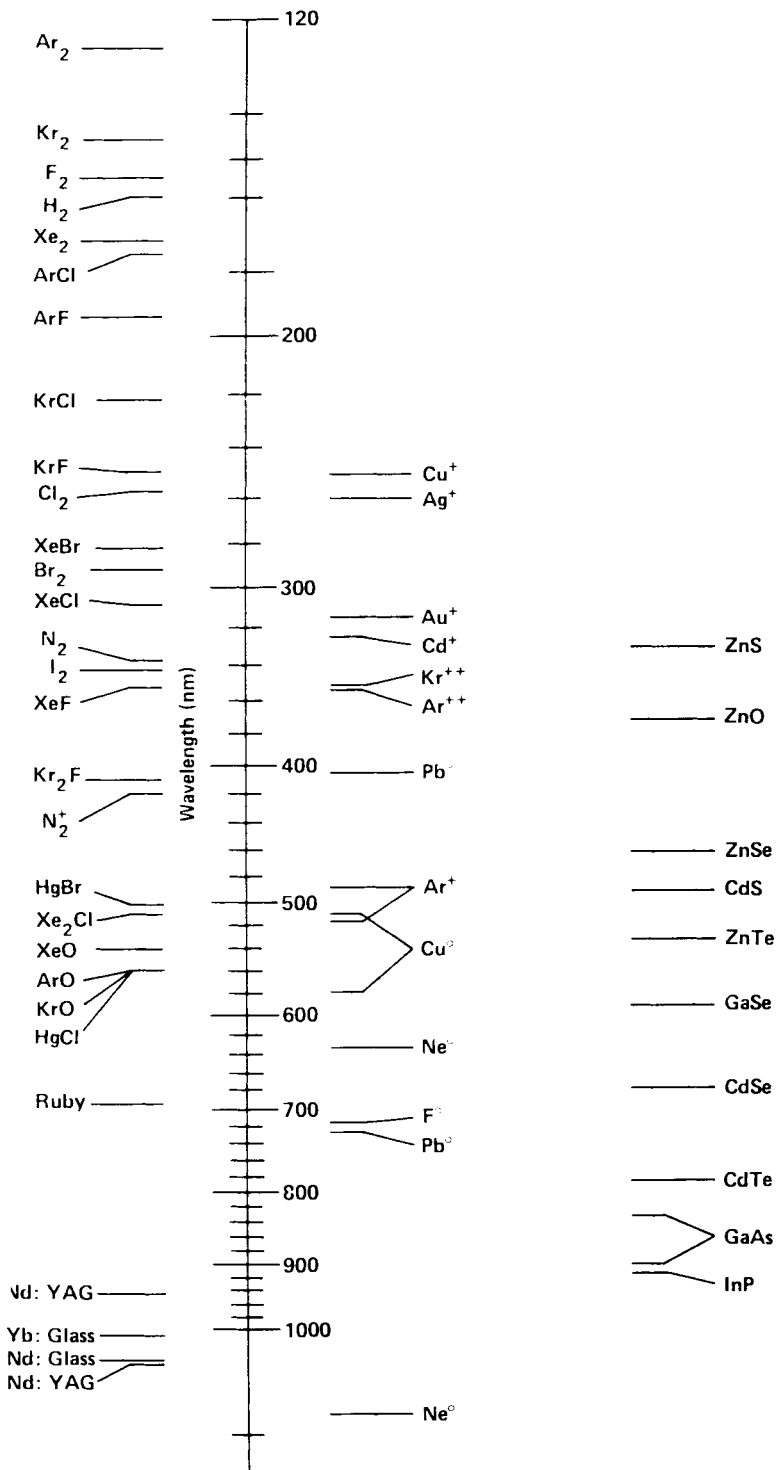 120
Ar2
Kr2
F2
H2
Xe2
ArCl
ArF
200
KrCl
KrF
Cu+
Cl2
Ag+
XeBr
Br2
300
XeCl
Au+
N2
Cd+
ZnS
I2
Kr++
XeF
Ar++
Wavelength (nm)
ZnO
400
Kr2F
Pb
N2+
ZnSe
HgBr
Ar+
CdS
500
Xe2Cl
XeO
Cu°
ZnTe
ArO
KrO
GaSe
600
HgCl
Ne°
CdSe
Ruby
700
F°
Pb°
CdTe
800
GaAs
900
InP
Nd: YAG
1000
Yb: Glass
Nd: Glass
Nd: YAG
Ne°